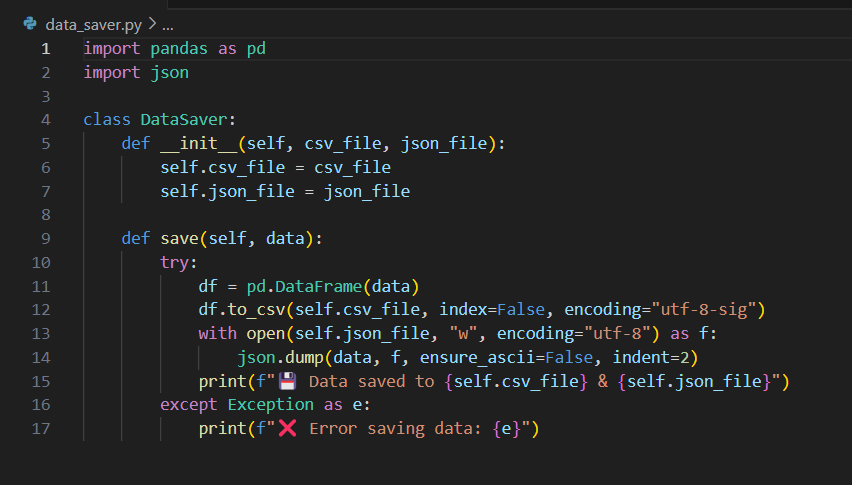 data_saver.py > ...
1 import pandas as pd
2 import json
3
4 class DataSaver:
5     def __init__(self, csv_file, json_file):
6         self.csv_file = csv_file
7         self.json_file = json_file
8
9     def save(self, data):
10         try:
11             df = pd.DataFrame(data)
12             df.to_csv(self.csv_file, index=False, encoding="utf-8-sig")
13             with open(self.json_file, "w", encoding="utf-8") as f:
14                 json.dump(data, f, ensure_ascii=False, indent=2)
15             print(f"💾 Data saved to {self.csv_file} & {self.json_file}")
16         except Exception as e:
17             print(f"❌ Error saving data: {e}")